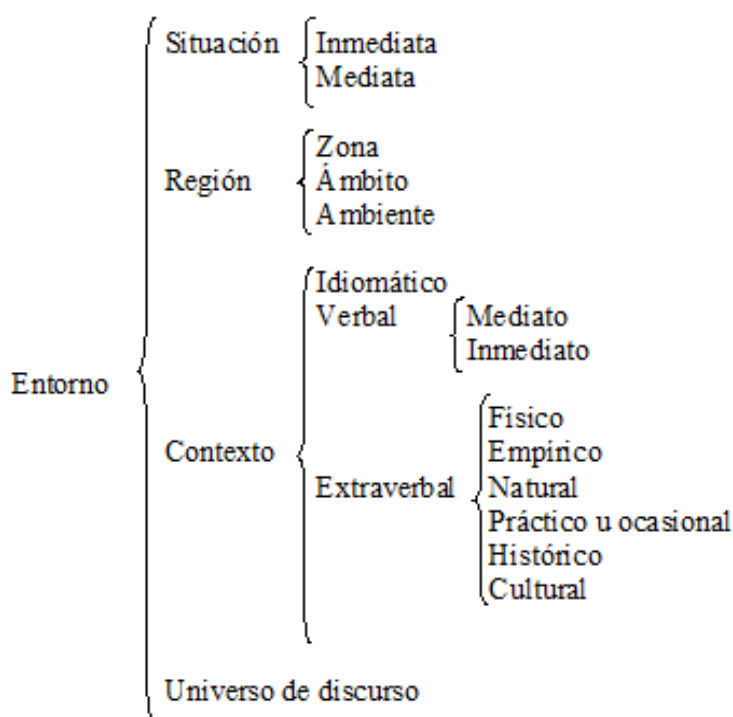 Situación
Inmediata
Mediata
Región
Zona
Ámbito
Ambiente
Entorno
Contexto
Idiomático
Verbal
Mediato
Inmediato
Extraverbal
Físico
Empírico
Natural
Práctico u ocasional
Histórico
Cultural
Universo de discurso